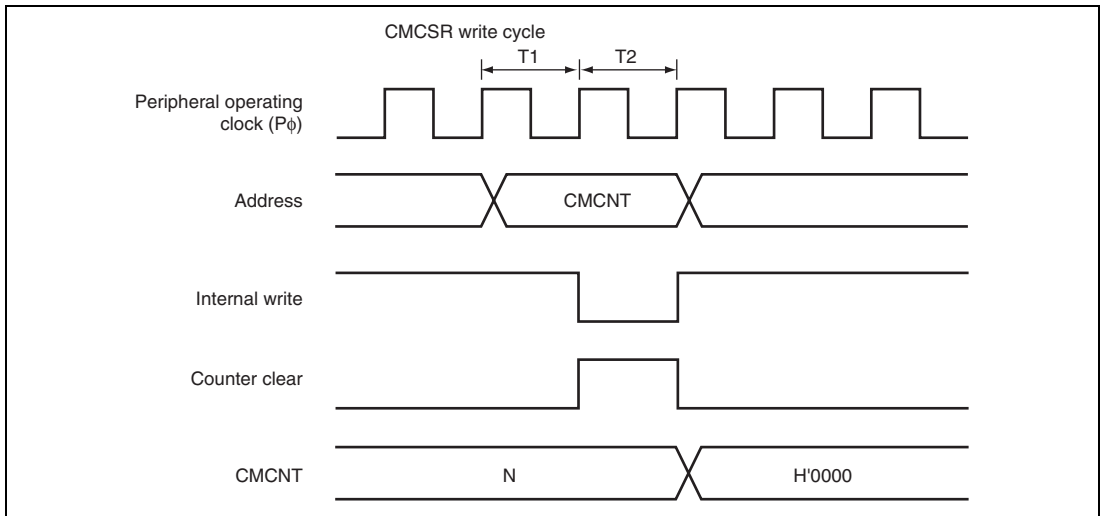 CMCSR write cycle
T1
T2
Peripheral operating
clock (Pϕ)
Address
CMCNT
Internal write
Counter clear
CMCNT
N
H'0000